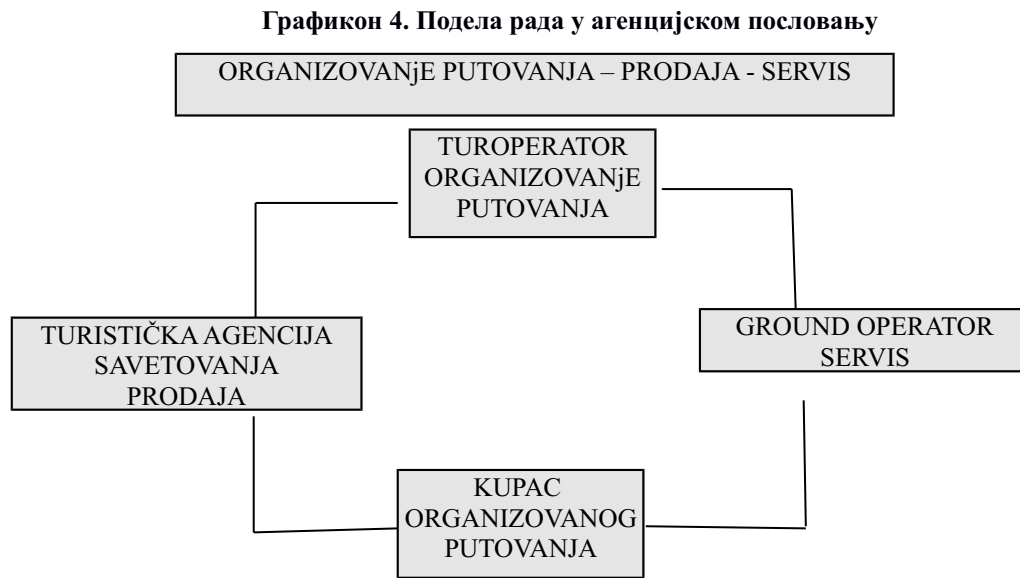 Графикон 4. Подела рада у агенцијском пословању
ORGANIZOVANjE PUTOVANJA – PRODAJA - SERVIS
TUROPERATOR
ORGANIZOVANjE
PUTOVANJA
TURISTIČKA AGENCIJA
SAVETOVANJA
PRODAJA
GROUND OPERATOR
SERVIS
KUPAC
ORGANIZOVANOG
PUTOVANJA